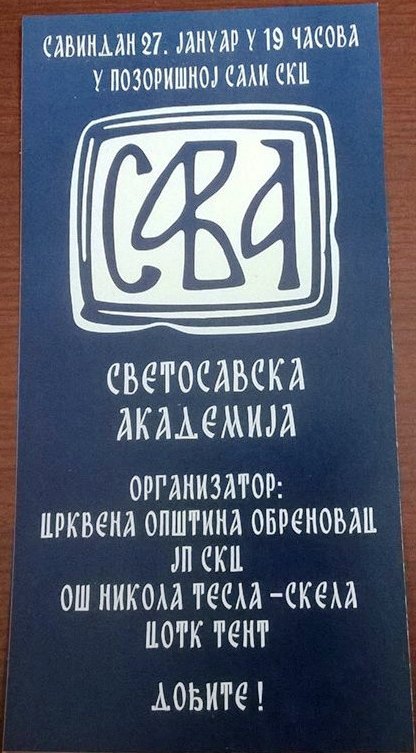 САВИНДАН 27. ЈАНУАР У 19 ЧАСОВА
У ПОЗОРИШНОЈ САЛИ СКЦ
САВА
СВЕТОСАВСКА
АКАДЕМИЈА
ОРГАНИЗАТОР:
ЦРКВЕНА ОПШТИНА ОБРЕНОВАЦ
ЈП СКЦ
ОШ НИКОЛА ТЕСЛА -СКЕЛА
ЦОТК ТЕНТ
ДОЂИТЕ!